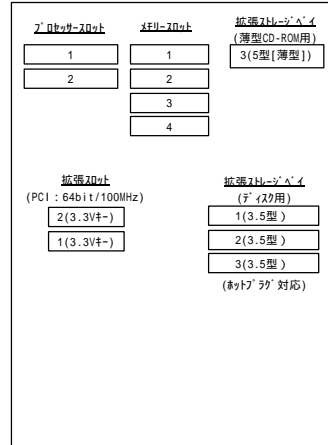 ﾌﾟﾛｾｯｻｰｽﾛｯﾄ
1
2
ﾒﾓﾘｰｽﾛｯﾄ
1
2
3
4
拡張ｽﾄﾚｰｼﾞﾍﾞｲ
(薄型CD-ROM用)
3(5型[薄型])
拡張ｽﾛｯﾄ
(PCI：64bit/100MHz)
2(3.3Vｷｰ)
1(3.3Vｷｰ)
拡張ｽﾄﾚｰｼﾞﾍﾞｲ
(ﾃﾞｨｽｸ用)
1(3.5型)
2(3.5型)
3(3.5型)
(ﾎｯﾄﾌﾟﾗｸﾞ対応)